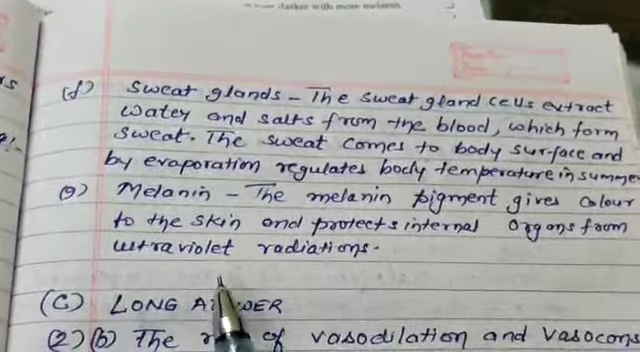 darker with more melanin.
(f) Sweat glands - The sweat gland cells extract
water and salts from the blood, which form
sweat. The sweat comes to body surface and
by evaporation regulates body temperature in summe
(g) Melanin - The melanin pigment gives colour
to the skin and protects internal organs from
ultraviolet radiations.
(C) LONG
(2) (b) The of vasodilation and vasocons